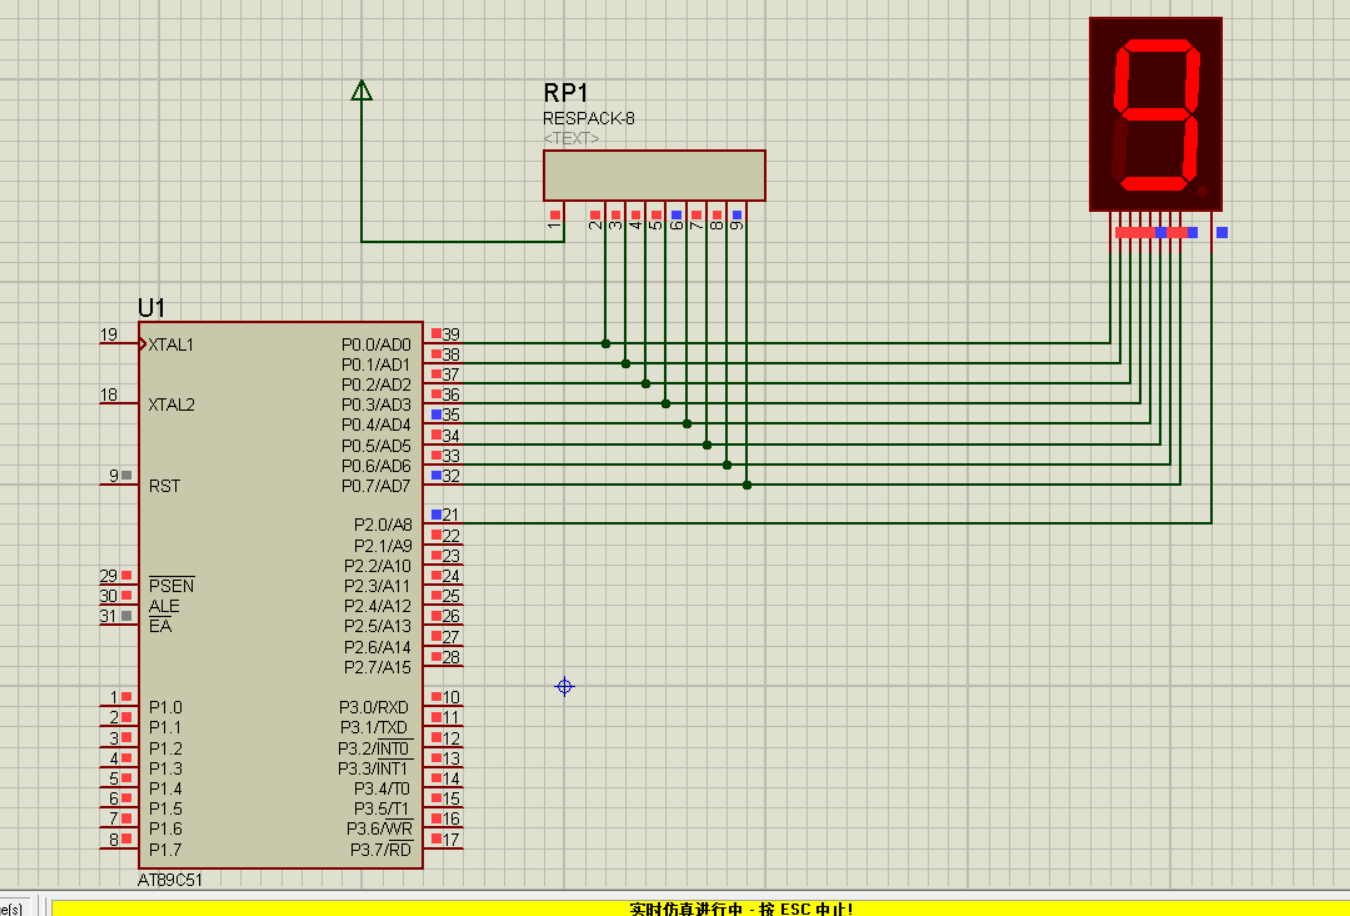 RP1
RESPACK-8
<TEXT>
1
2
3
4
5
6
7
8
9
U1
19
XTAL1
P0.0/AD0
39
P0.1/AD1
38
P0.2/AD2
37
18
XTAL2
P0.3/AD3
36
P0.4/AD4
35
P0.5/AD5
34
P0.6/AD6
33
9
RST
P0.7/AD7
32
P2.0/A8
21
P2.1/A9
22
P2.2/A10
23
29
PSEN
P2.3/A11
24
30
ALE
P2.4/A12
25
31
EA
P2.5/A13
26
P2.6/A14
27
P2.7/A15
28
1
P1.0
P3.0/RXD
10
2
P1.1
P3.1/TXD
11
3
P1.2
P3.2/INT0
12
4
P1.3
P3.3/INT1
13
5
P1.4
P3.4/T0
14
6
P1.5
P3.5/T1
15
7
P1.6
P3.6/WR
16
8
P1.7
P3.7/RD
17
AT89C51
9
实时仿真进行中 - 按 ESC 中止!